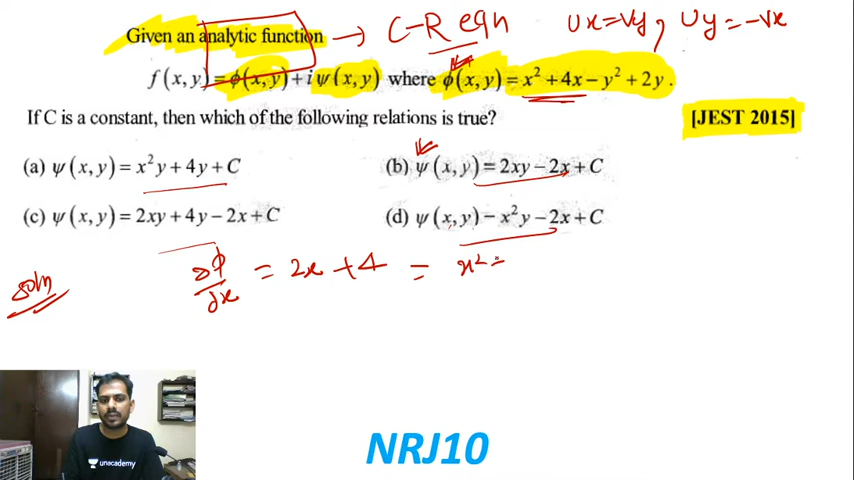 Given an analytic function → C-R eqn Ux=Vy, Uy=-Vx
f(x, y) = ϕ(x, y) + i ψ(x, y) where ϕ(x, y) = x² + 4x − y² + 2y.
If C is a constant, then which of the following relations is true? [JEST 2015]
(a) ψ(x, y) = x²y + 4y + C (b) ψ(x, y) = 2xy − 2x + C
(c) ψ(x, y) = 2xy + 4y − 2x + C (d) ψ(x, y) − x²y − 2x + C
Soln ∂ϕ/∂x = 2x + 4 = x² =
unacademy
NRJ10